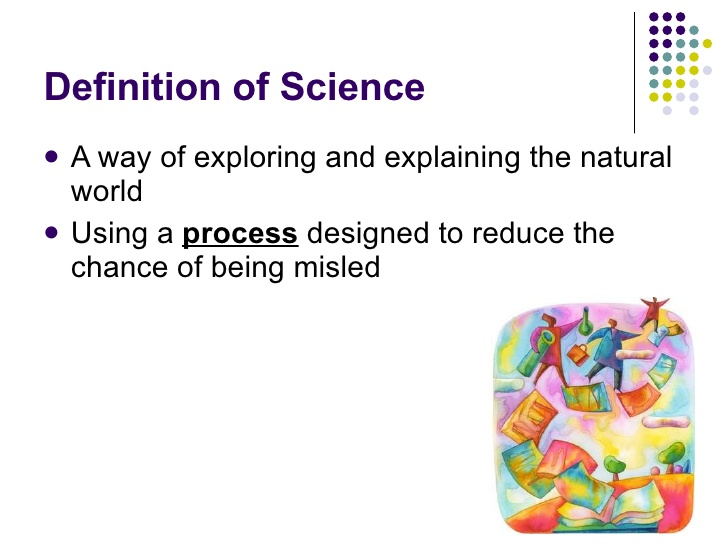 Definition of Science
● A way of exploring and explaining the natural
world
● Using a process designed to reduce the
chance of being misled